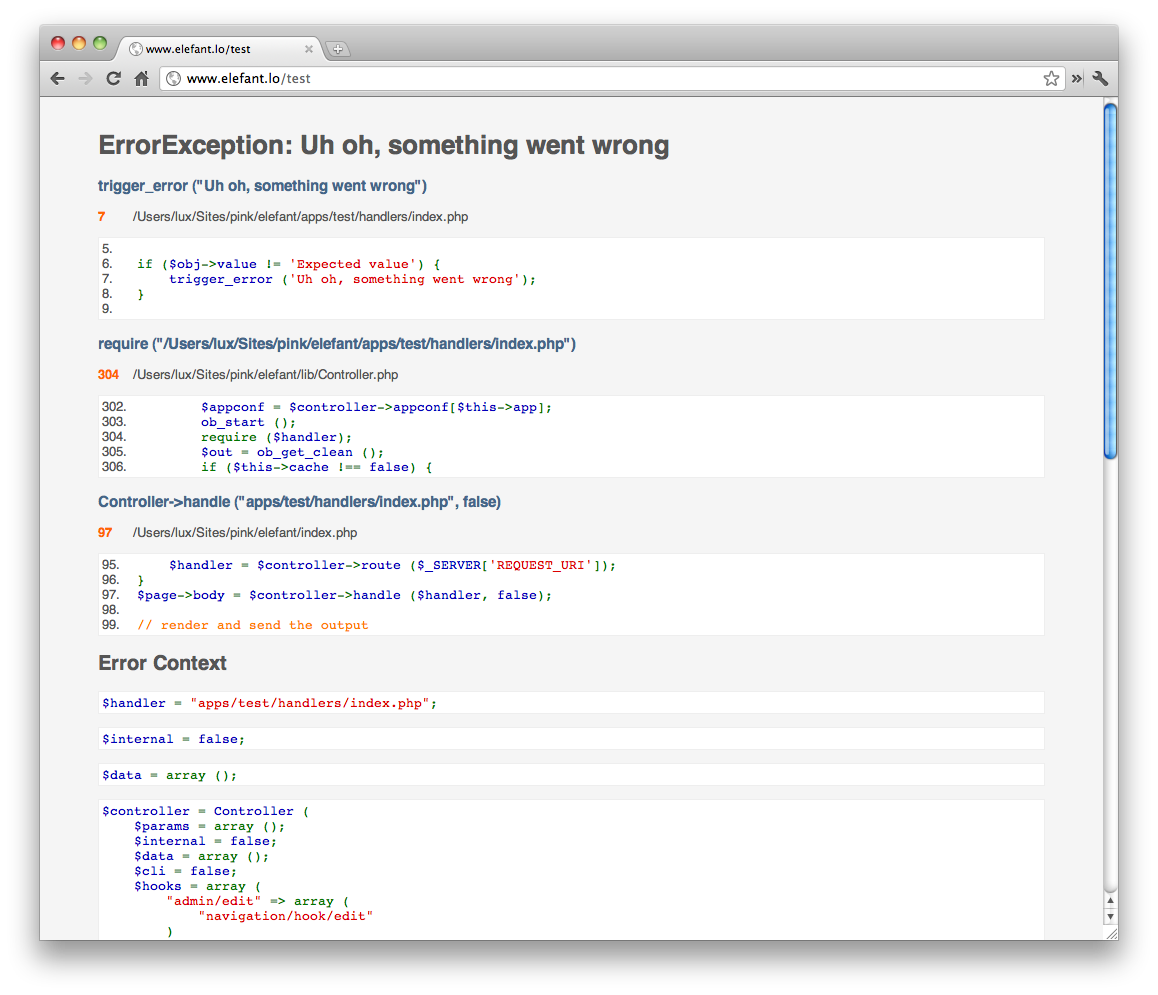 www.elefant.lo/test
www.elefant.lo/test
ErrorException: Uh oh, something went wrong
trigger_error ("Uh oh, something went wrong")
7 /Users/lux/Sites/pink/elefant/apps/test/handlers/index.php
5.
6. if ($obj->value != 'Expected value') {
7. trigger_error ('Uh oh, something went wrong');
8. }
9.
require ("/Users/lux/Sites/pink/elefant/apps/test/handlers/index.php")
304 /Users/lux/Sites/pink/elefant/lib/Controller.php
302. $appconf = $controller->appconf[$this->app];
303. ob_start ();
304. require ($handler);
305. $out = ob_get_clean ();
306. if ($this->cache !== false) {
Controller->handle ("apps/test/handlers/index.php", false)
97 /Users/lux/Sites/pink/elefant/index.php
95. $handler = $controller->route ($_SERVER['REQUEST_URI']);
96. }
97. $page->body = $controller->handle ($handler, false);
98.
99. // render and send the output
Error Context
$handler = "apps/test/handlers/index.php";
$internal = false;
$data = array ();
$controller = Controller (
$params = array ();
$internal = false;
$data = array ();
$cli = false;
$hooks = array (
"admin/edit" => array (
"navigation/hook/edit"
)